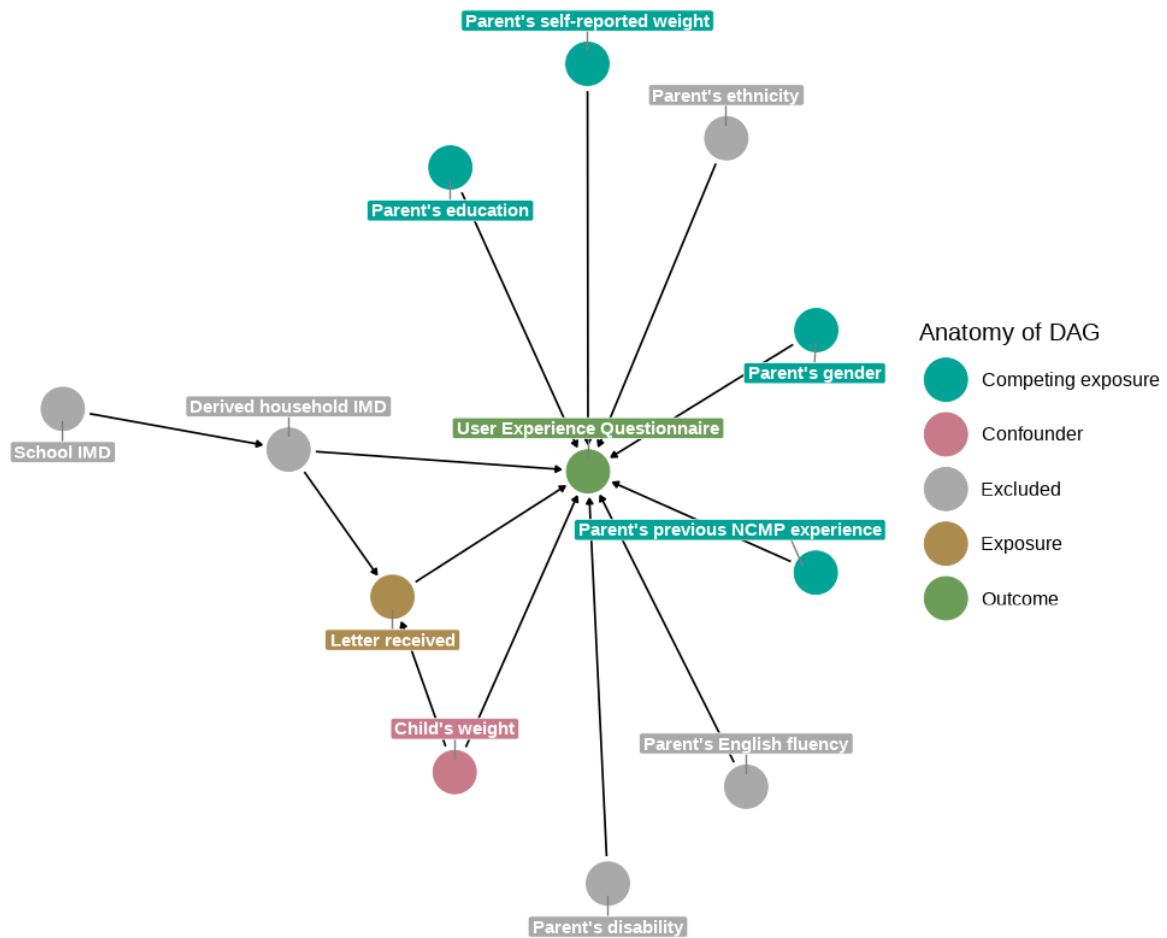 Parent's self-reported weight
Parent's ethnicity
Parent's education
Anatomy of DAG
Competing exposure
Parent's gender
Derived household IMD
User Experience Questionnaire
Confounder
School IMD
Excluded
Parent's previous NCMP experience
Exposure
Outcome
Letter received
Child's weight
Parent's English fluency
Parent's disability